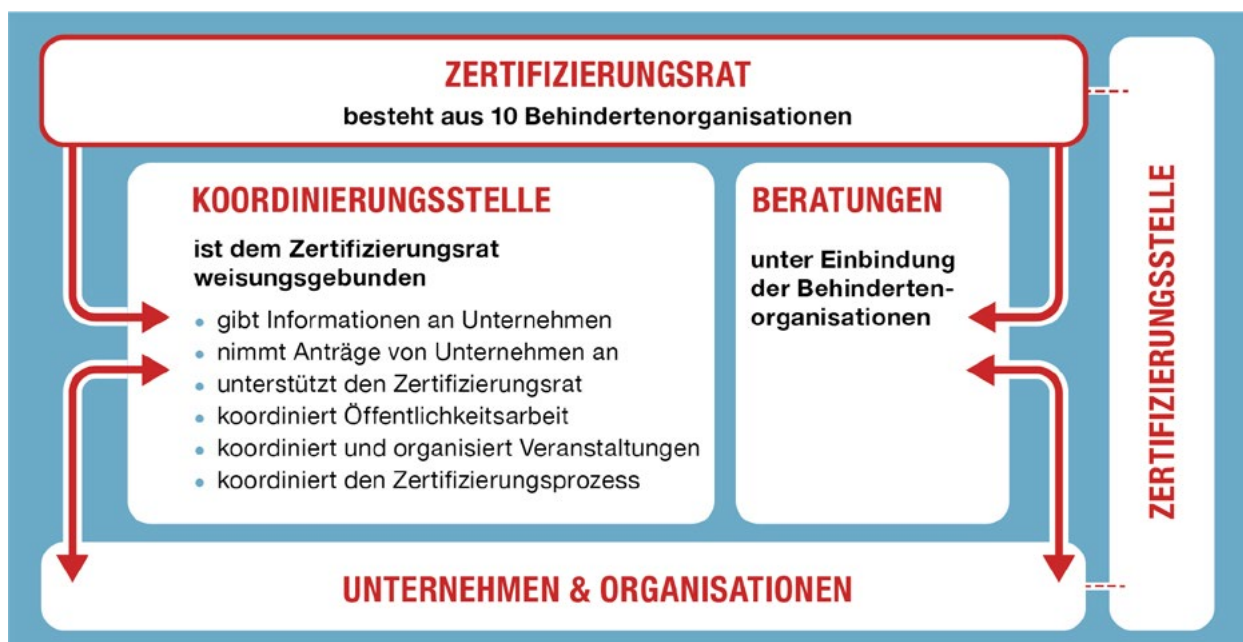 ZERTIFIZIERUNGSRAT
besteht aus 10 Behindertenorganisationen
KOORDINIERUNGSSTELLE
ist dem Zertifizierungsrat
weisungsgebunden
• gibt Informationen an Unternehmen
• nimmt Anträge von Unternehmen an
• unterstützt den Zertifizierungsrat
• koordiniert Öffentlichkeitsarbeit
• koordiniert und organisiert Veranstaltungen
• koordiniert den Zertifizierungsprozess
BERATUNGEN
unter Einbindung
der Behinderten-
organisationen
ZERTIFIZIERUNGSSTELLE
UNTERNEHMEN & ORGANISATIONEN